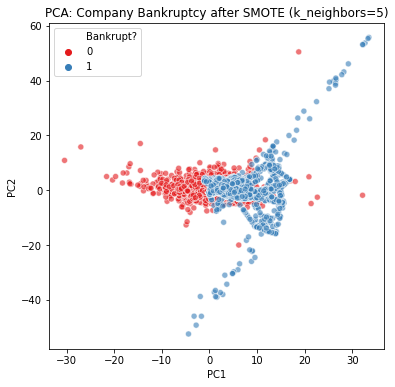 PCA: Company Bankruptcy after SMOTE (k_neighbors=5)
Bankrupt?
0
1
60
40
20
0
−20
−40
PC2
−30 −20 −10 0 10 20 30
PC1